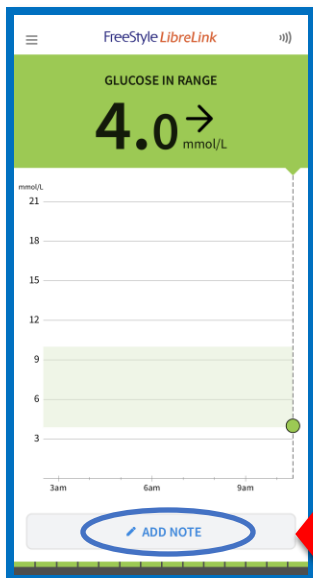 FreeStyle LibreLink
GLUCOSE IN RANGE
4.0→
mmol/L
mmol/L
21
18
15
12
9
6
3
3am 6am 9am
ADD NOTE